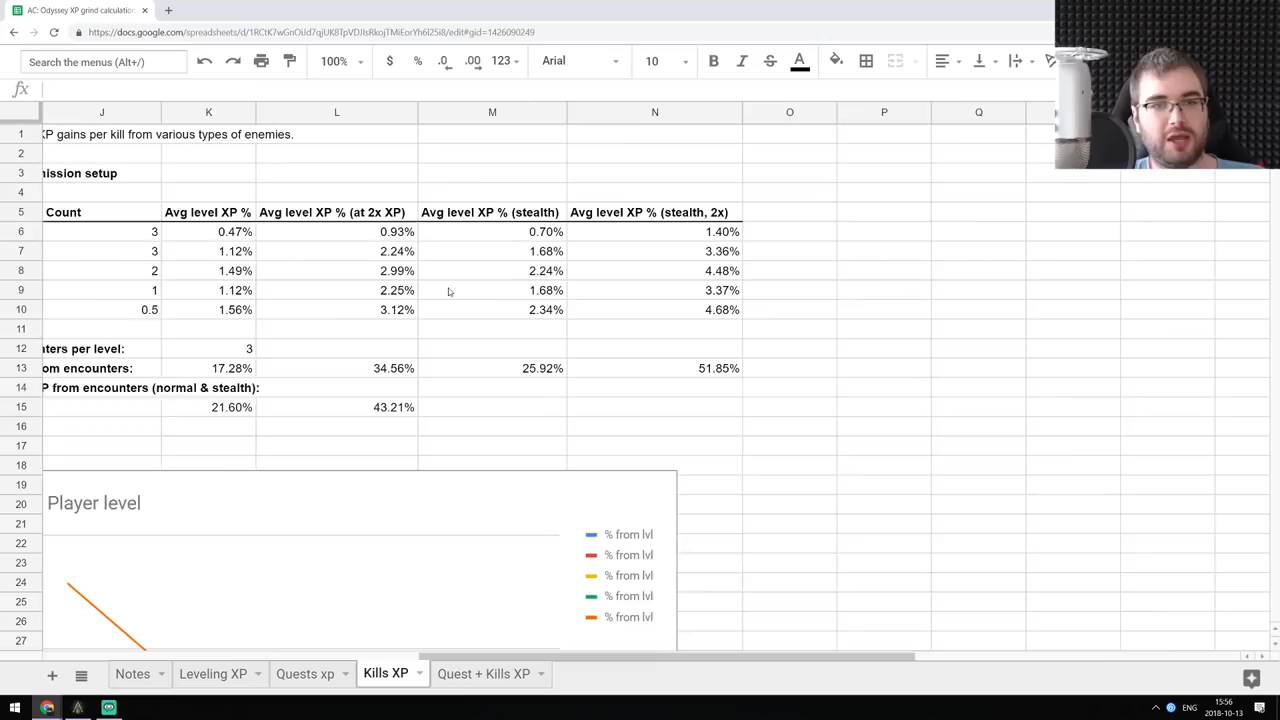 AC: Odyssey XP grind calculation
https://docs.google.com/spreadsheets/d/
Search the menus (Alt+/)
100%
$ % .0 .00 123
Arial
10
fx
J K L M N O P Q
1 XP gains per kill from various types of enemies.
2
3 mission setup
4
5 Count Avg level XP % Avg level XP % (at 2x XP) Avg level XP % (stealth) Avg level XP % (stealth, 2x)
6 3 0.47% 0.93% 0.70% 1.40%
7 3 1.12% 2.24% 1.68% 3.36%
8 2 1.49% 2.99% 2.24% 4.48%
9 1 1.12% 2.25% 1.68% 3.37%
10 0.5 1.56% 3.12% 2.34% 4.68%
11
12 ters per level: 3
13 om encounters: 17.28% 34.56% 25.92% 51.85%
14 P from encounters (normal & stealth):
15 21.60% 43.21%
16
17
18
19
20 Player level
21
22 % from lvl
23 % from lvl
24 % from lvl
25 % from lvl
26 % from lvl
27
Notes Leveling XP Quests xp Kills XP Quest + Kills XP
ENG
15:56
2018-10-13